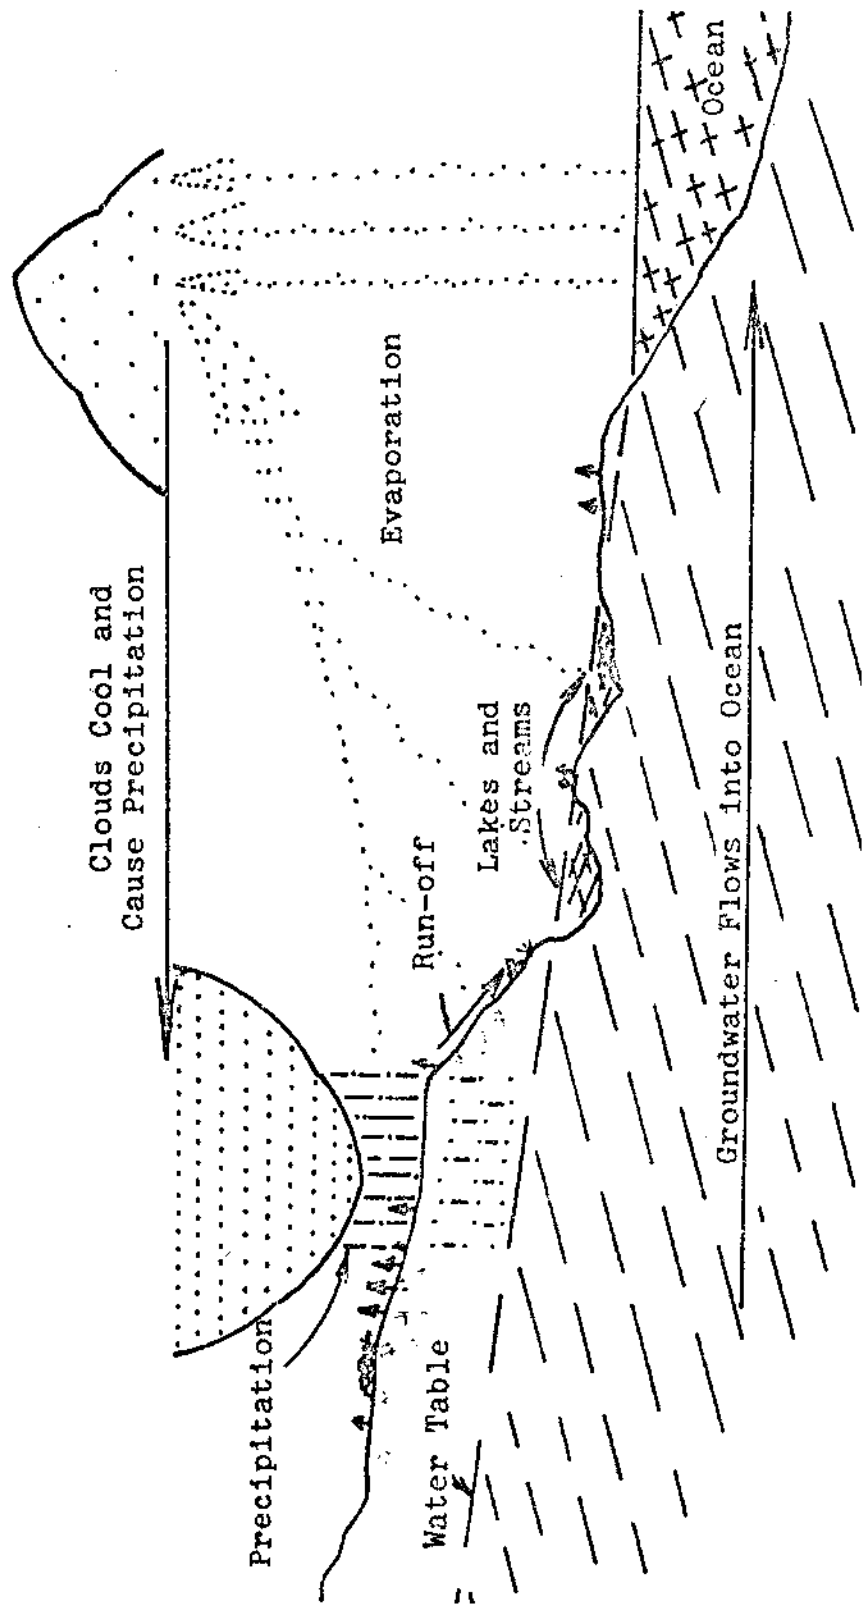 Clouds Cool and
Cause Precipitation
Precipitation
Evaporation
Run-off
Lakes and
Streams
Water Table
Ocean
Groundwater Flows into Ocean